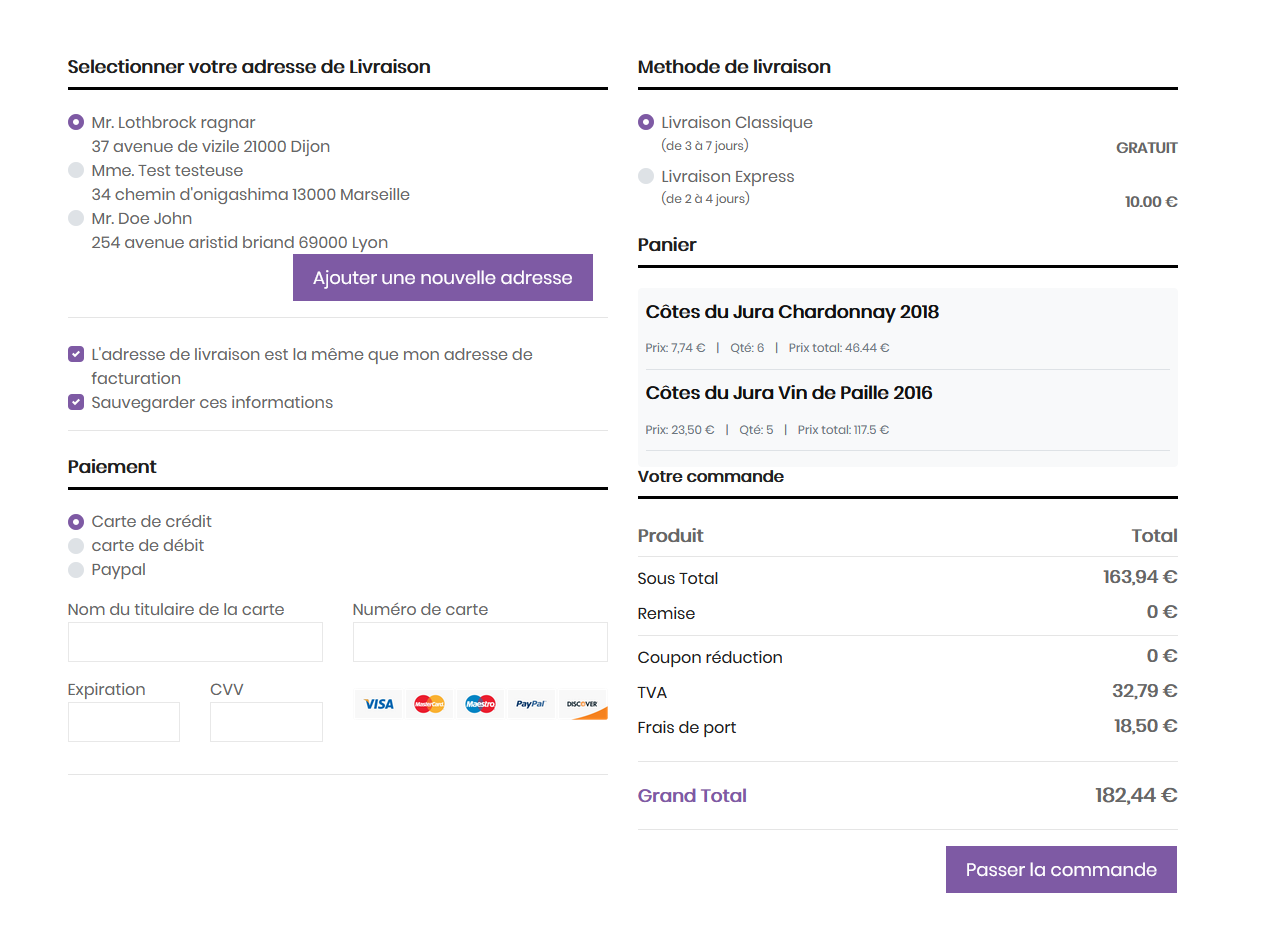 Selectionner votre adresse de Livraison
Mr. Lothbrock ragnar
37 avenue de vizile 21000 Dijon
Mme. Test testeuse
34 chemin d'onigashima 13000 Marseille
Mr. Doe John
254 avenue aristid briand 69000 Lyon
Ajouter une nouvelle adresse
L'adresse de livraison est la même que mon adresse de
facturation
Sauvegarder ces informations
Paiement
Carte de crédit
carte de débit
Paypal
Nom du titulaire de la carte Numéro de carte
Expiration CVV
VISA MasterCard Maestro PayPal DISCOVER
Methode de livraison
Livraison Classique
(de 3 à 7 jours) GRATUIT
Livraison Express
(de 2 à 4 jours) 10.00 €
Panier
Côtes du Jura Chardonnay 2018
Prix: 7,74 € | Qté: 6 | Prix total: 46.44 €
Côtes du Jura Vin de Paille 2016
Prix: 23,50 € | Qté: 5 | Prix total: 117.5 €
Votre commande
Produit Total
Sous Total 163,94 €
Remise 0 €
Coupon réduction 0 €
TVA 32,79 €
Frais de port 18,50 €
Grand Total 182,44 €
Passer la commande